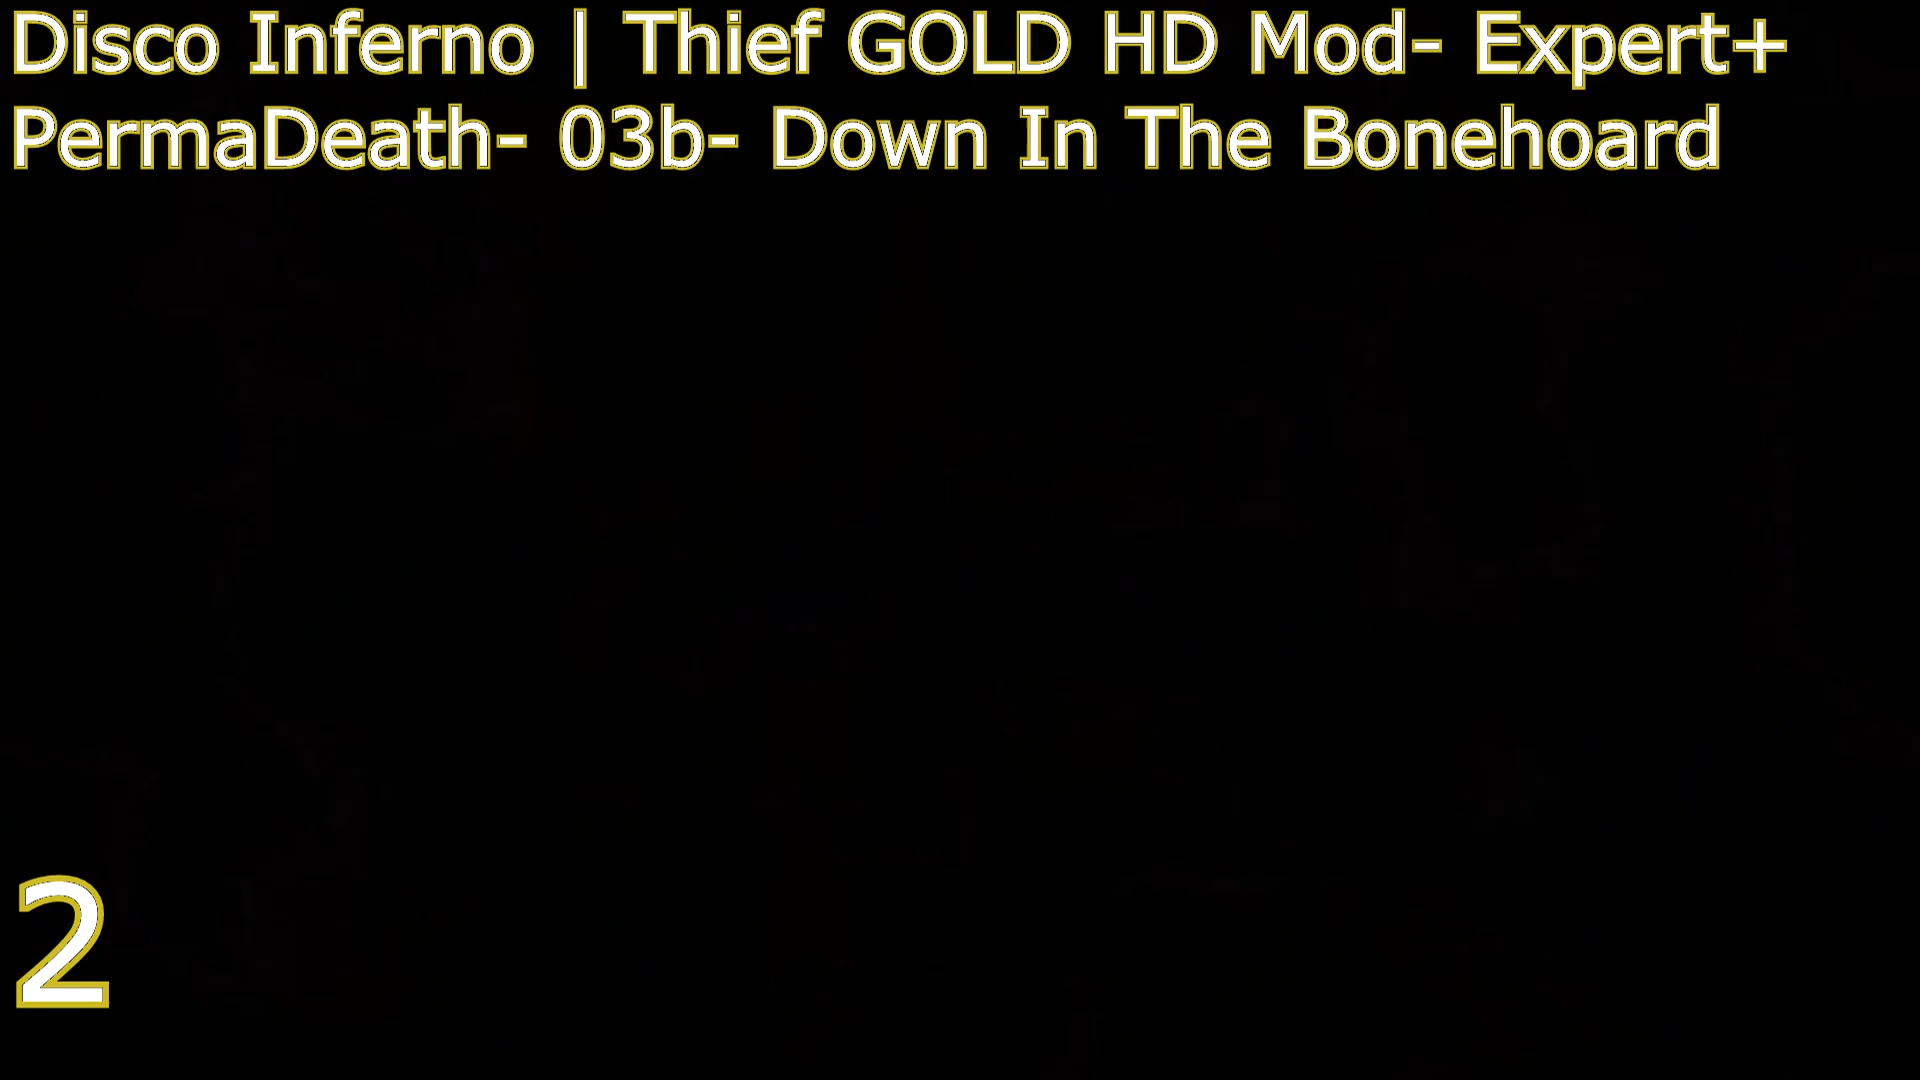 Disco Inferno | Thief GOLD HD Mod- Expert+
PermaDeath- 03b- Down In The Bonehoard
2